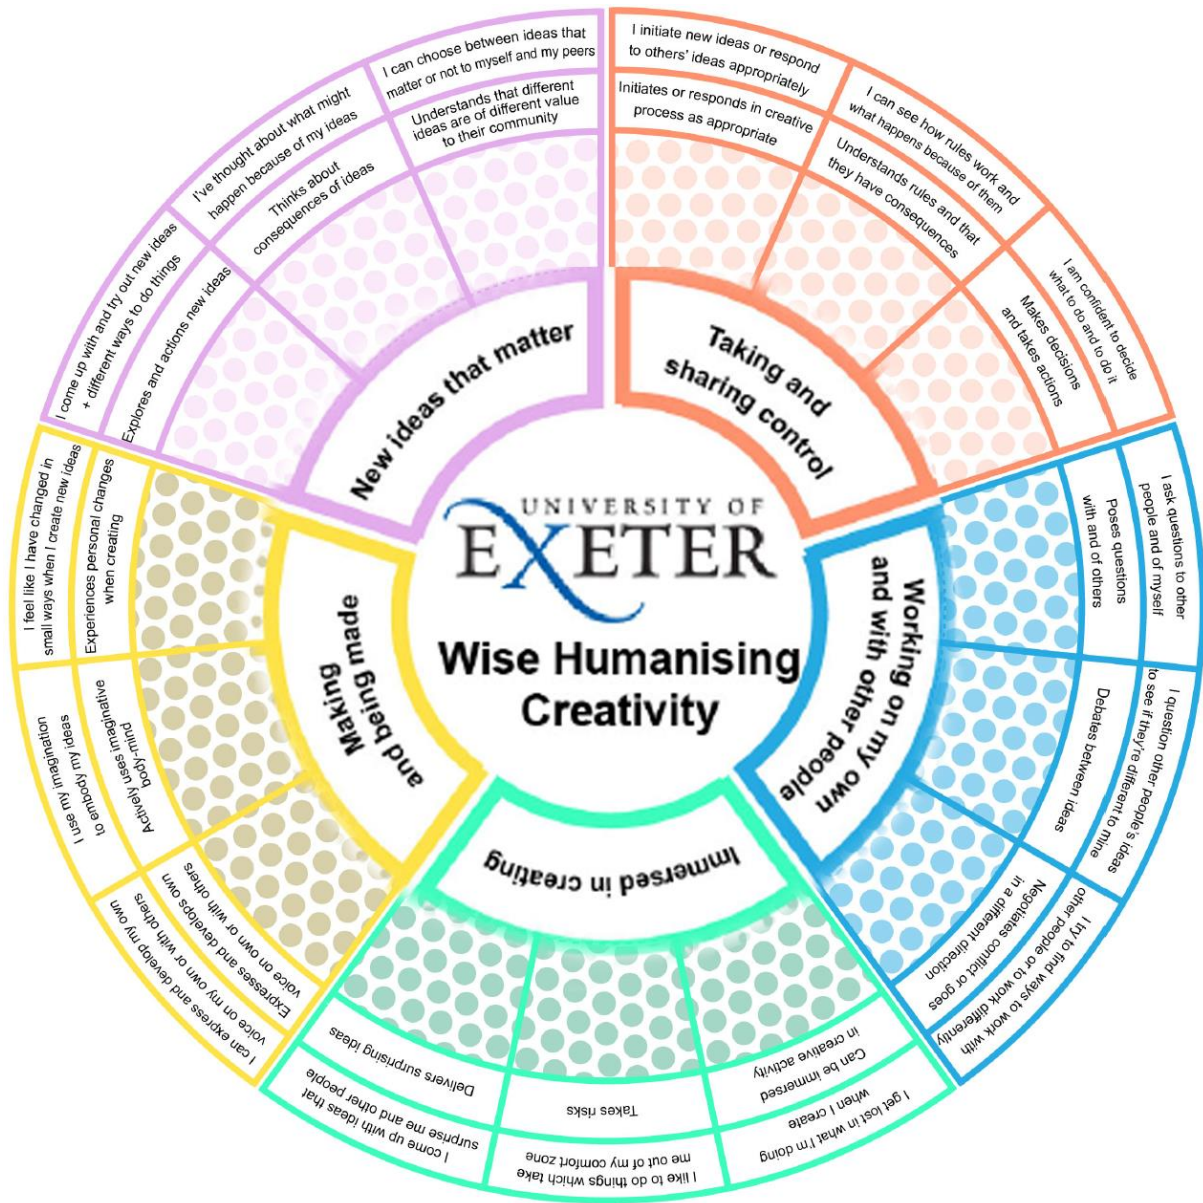 UNIVERSITY OF
EXETER
Wise Humanising
Creativity
New ideas that matter
I come up with and try out new ideas
+ different ways to do things
Explores and actions new ideas
I've thought about what might
happen because of my ideas
Thinks about
consequences of ideas
I can choose between ideas that
matter or not to myself and my peers
Understands that different
ideas are of different value
to their community
Taking and
sharing control
I initiate new ideas or respond
to others' ideas appropriately
Initiates or responds in creative
process as appropriate
I can see how rules work and
what happens because of them
Understands rules and that
they have consequences
I am confident to decide
what to do and to do it
Makes decisions
and takes actions
Working on my own
and with other people
I ask questions to other
people and of myself
Poses questions
with and of others
I question other people's ideas
to see if they're different to mine
Debates between ideas
I try to find ways to work with
other people or to work differently
Negotiates conflict or goes
in a different direction
Immersed in creating
I get lost in what I'm doing
when I create
Can be immersed
in creative activity
I like to do things which take
me out of my comfort zone
Takes risks
I come up with ideas that
surprise me and other people
Delivers surprising ideas
Making
and being made
I can express and develop my own
voice on my own or with others
Expresses and develops own
voice on own or with others
I use my imagination
to embody my ideas
Actively uses imaginative
body-mind
I feel like I have changed in
small ways when I create new ideas
Experiences personal changes
when creating